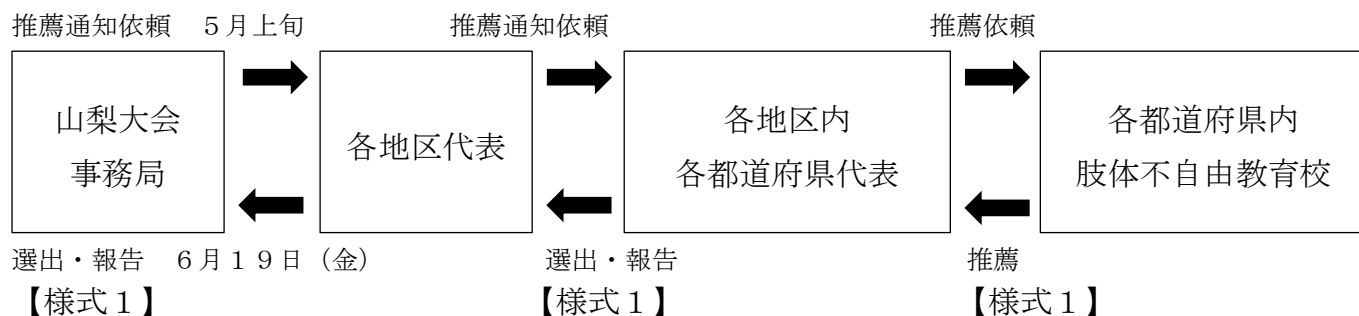 推薦通知依頼　５月上旬　推薦通知依頼　推薦依頼
山梨大会
事務局
各地区代表
各地区内
各都道府県代表
各都道府県内
肢体不自由教育校
選出・報告　６月１９日（金）　選出・報告　推薦
【様式１】　【様式１】　【様式１】